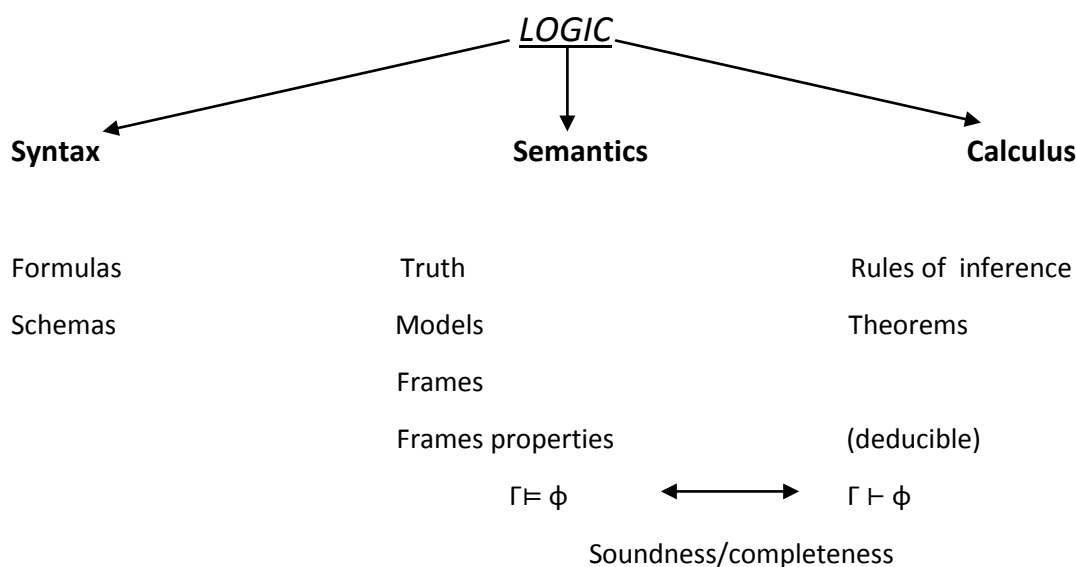 LOGIC
Syntax Semantics Calculus
Formulas Truth Rules of inference
Schemas Models Theorems
Frames
Frames properties (deducible)
Γ⊨ ϕ Γ ⊢ ϕ
Soundness/completeness